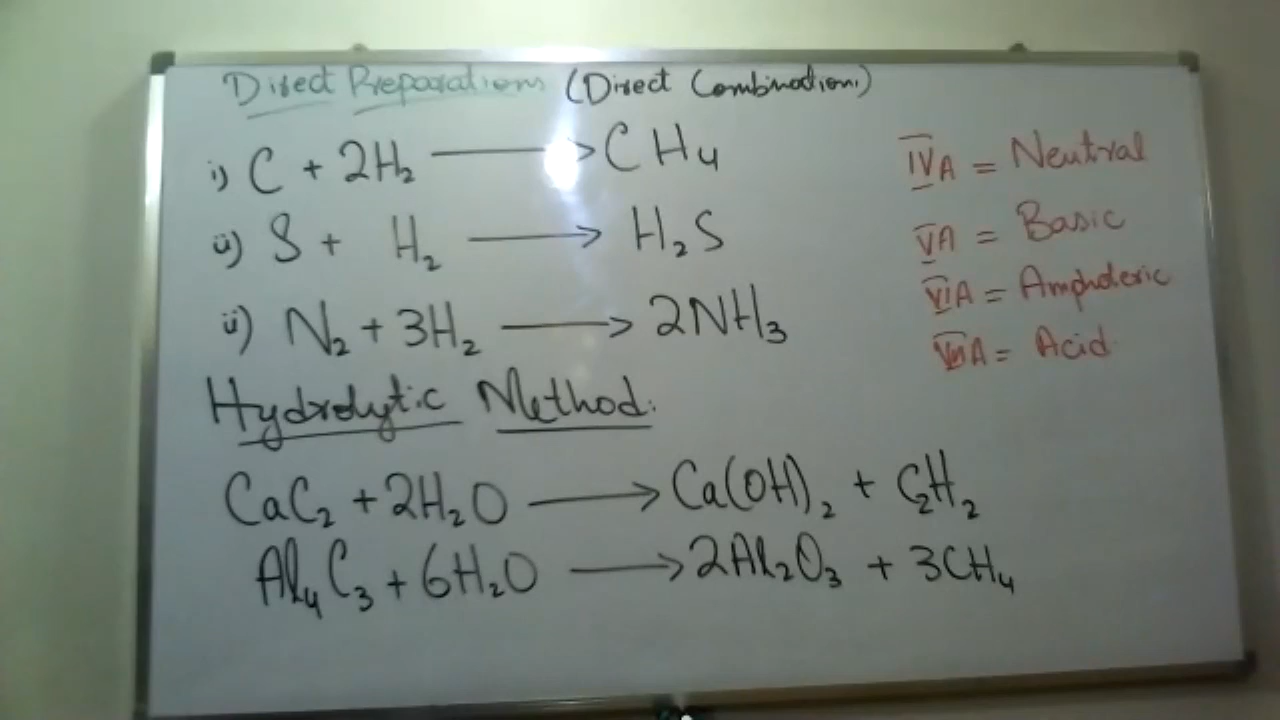 Direct Preparations (Direct Combinations)
i) C + 2H₂ ⟶ CH₄
ii) S + H₂ ⟶ H₂S
ii) N₂ + 3H₂ ⟶ 2NH₃
Hydrolytic Method:
CaC₂ + 2H₂O ⟶ Ca(OH)₂ + C₂H₂
Al₄C₃ + 6H₂O ⟶ 2Al₂O₃ + 3CH₄
IVA = Neutral
VA = Basic
VIA = Amphoteric
VIIA = Acid